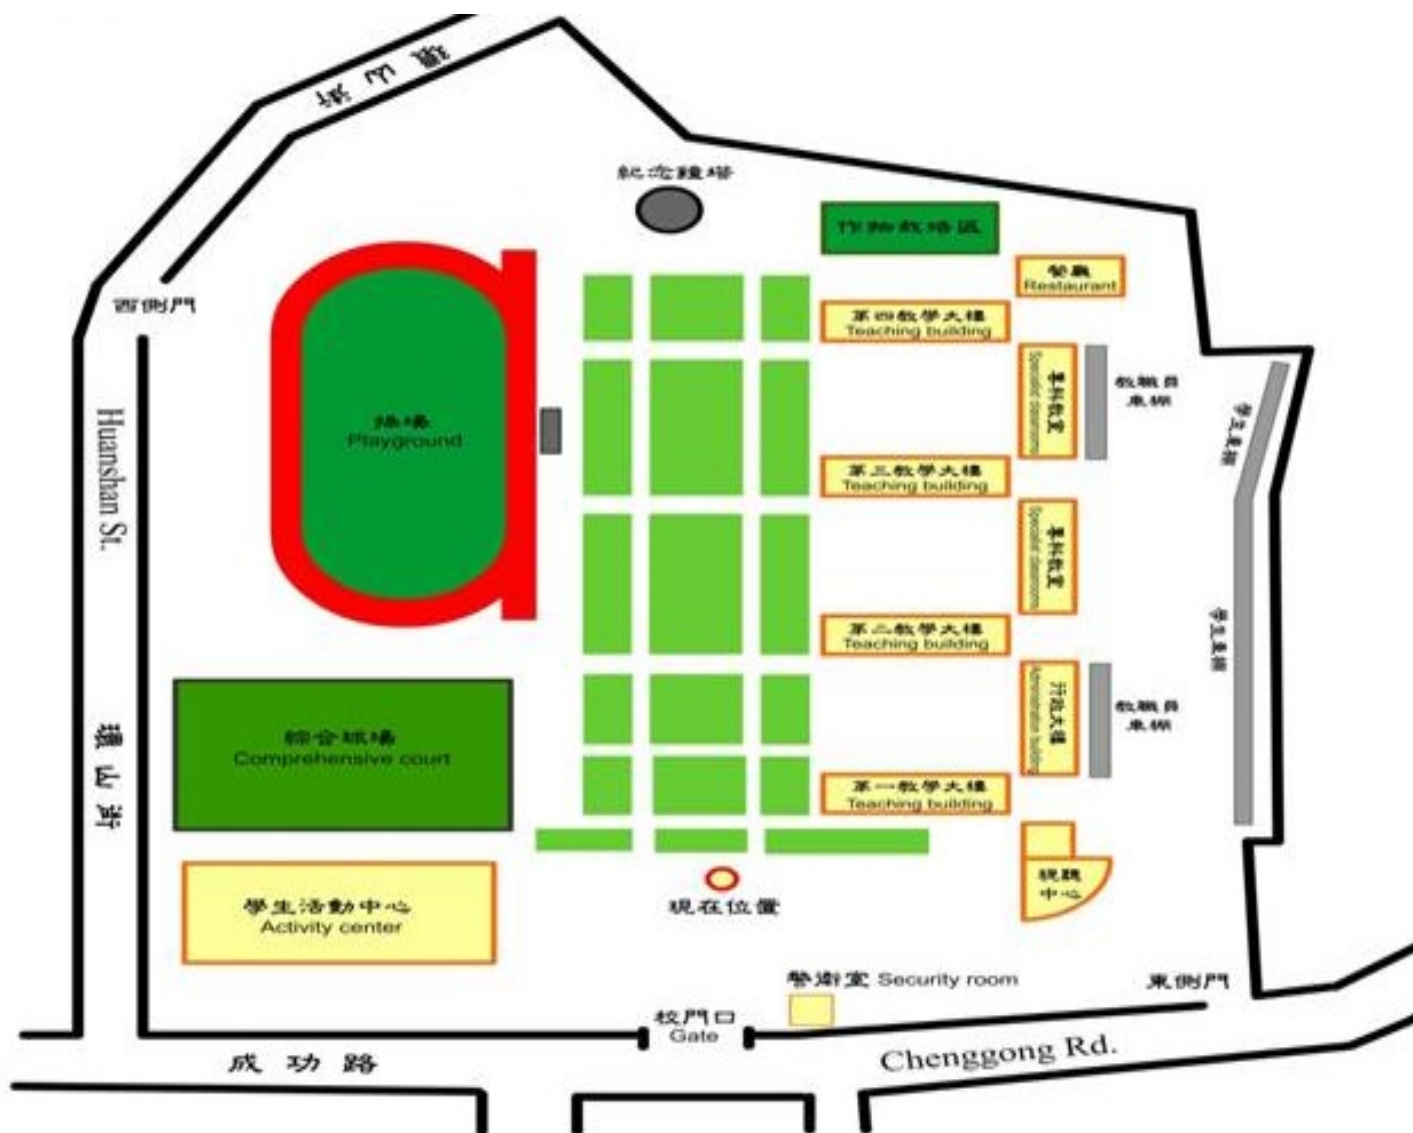 環山街
紀念鐘塔
作物栽培區
餐廳
Restaurant
西側門
第四教學大樓
Teaching building
專科教室
Specialist classrooms
教職員
車棚
學生車棚
Huanshan St.
操場
Playground
第三教學大樓
Teaching building
專科教室
Specialist classrooms
第二教學大樓
Teaching building
學生車棚
行政大樓
Administration building
教職員
車棚
綜合球場
Comprehensive court
環山街
第一教學大樓
Teaching building
視聽
中心
學生活動中心
Activity center
現在位置
警衛室 Security room
東側門
校門口
Gate
成功路
Chenggong Rd.